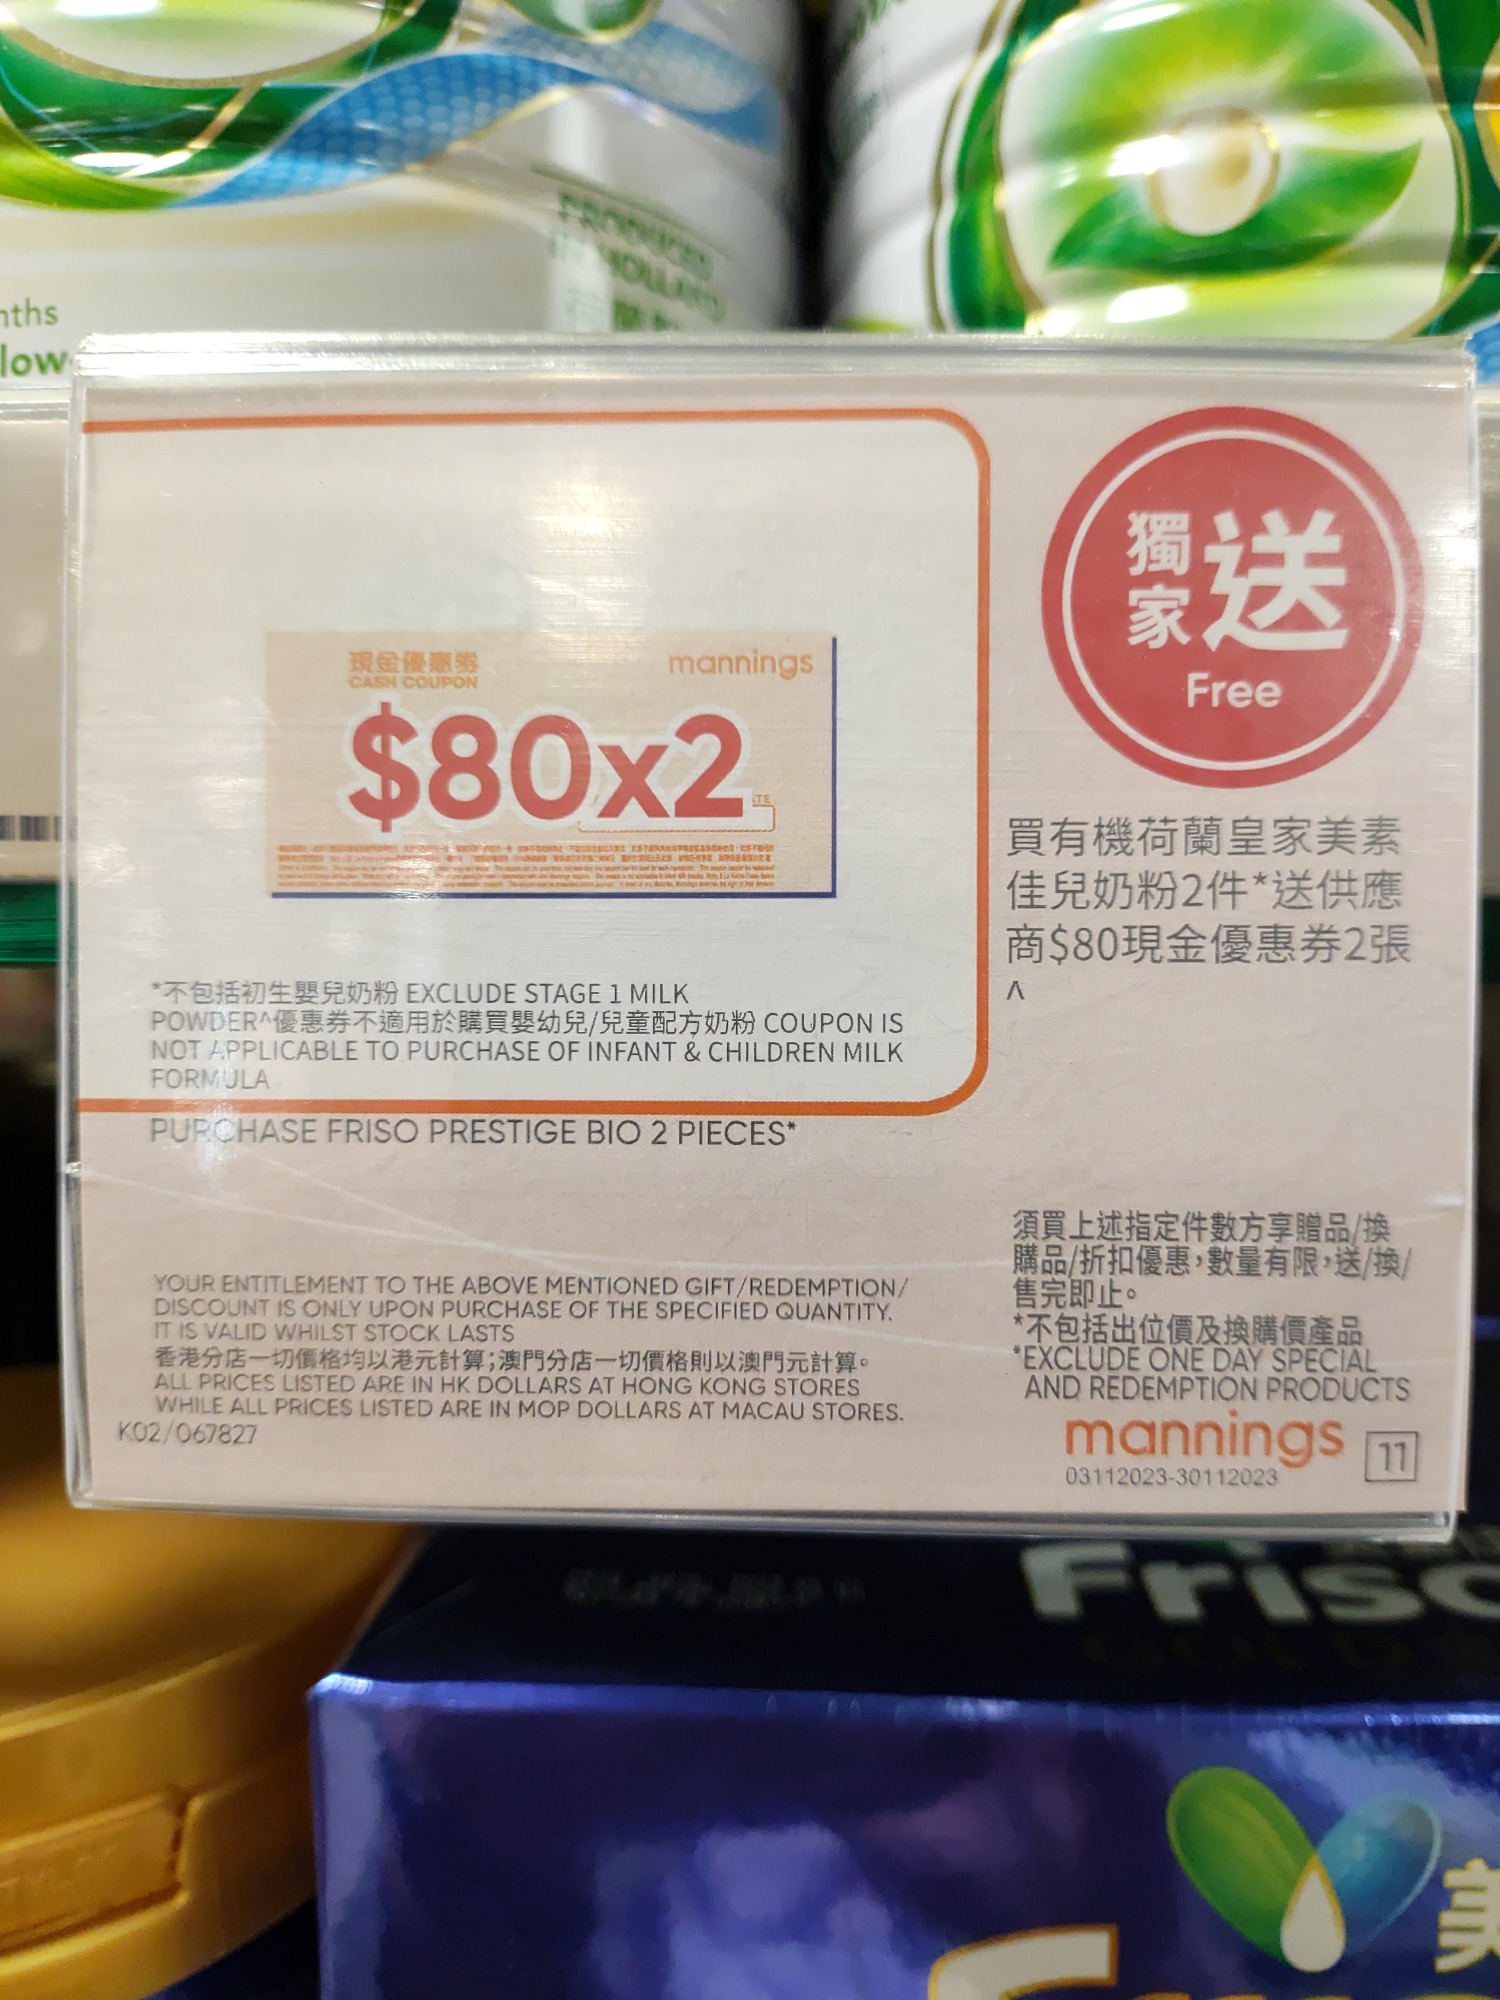 PRODUCED
IN HOLLAND
nths
low-
獨家
送
Free
現金優惠券
mannings
CASH COUPON
$80x2
買有機荷蘭皇家美素
佳兒奶粉2件*送供應
商$80現金優惠券2張
^
*不包括初生嬰兒奶粉 EXCLUDE STAGE 1 MILK
POWDER^優惠券不適用於購買嬰幼兒/兒童配方奶粉 COUPON IS
NOT APPLICABLE TO PURCHASE OF INFANT & CHILDREN MILK
FORMULA
PURCHASE FRISO PRESTIGE BIO 2 PIECES*
須買上述指定件數方享贈品/換
購品/折扣優惠，數量有限，送/換/
售完即止。
*不包括出位價及換購價產品
*EXCLUDE ONE DAY SPECIAL
AND REDEMPTION PRODUCTS
YOUR ENTITLEMENT TO THE ABOVE MENTIONED GIFT/REDEMPTION/
DISCOUNT IS ONLY UPON PURCHASE OF THE SPECIFIED QUANTITY.
IT IS VALID WHILST STOCK LASTS
香港分店一切價格均以港元計算；澳門分店一切價格則以澳門元計算。
ALL PRICES LISTED ARE IN HK DOLLARS AT HONG KONG STORES
WHILE ALL PRICES LISTED ARE IN MOP DOLLARS AT MACAU STORES.
K02/067827
mannings
11
03112023-30112023
Friso
美